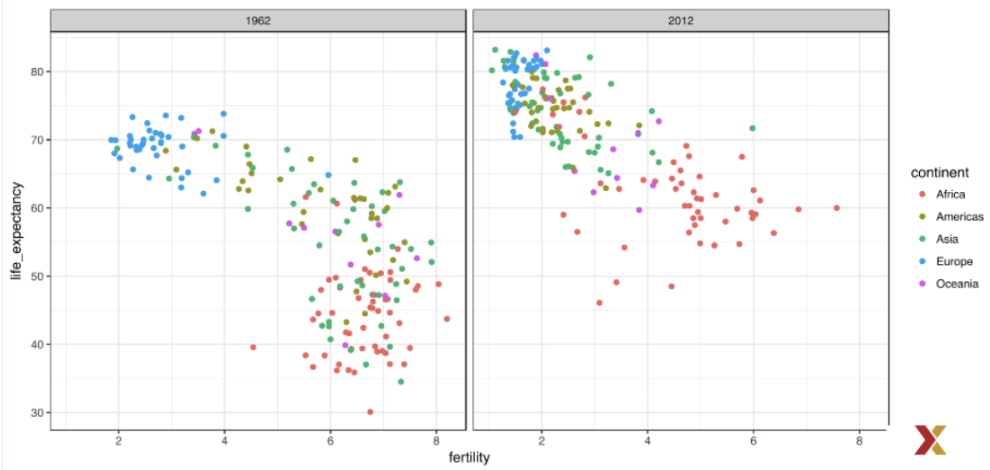 1962
2012
life_expectancy
80
70
60
50
40
30
2
4
6
8
2
4
6
8
fertility
continent
Africa
Americas
Asia
Europe
Oceania